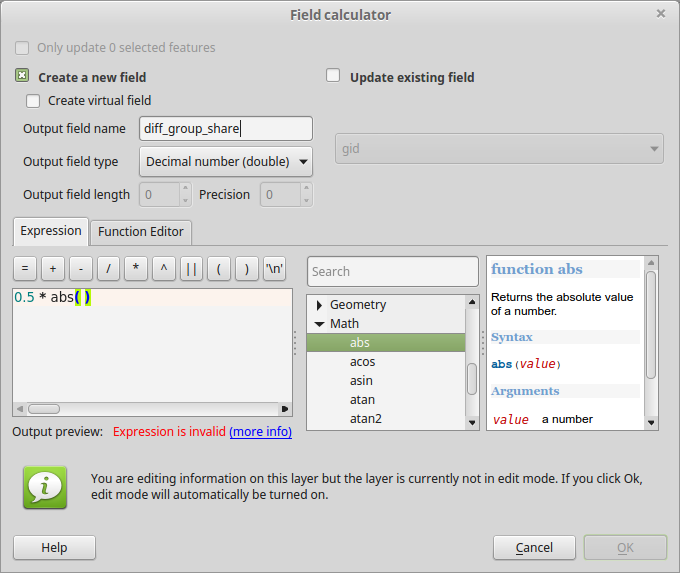 Field calculator
Only update 0 selected features
Create a new field
Update existing field
Create virtual field
Output field name diff_group_share
gid
Output field type Decimal number (double)
Output field length 0 Precision 0
Expression Function Editor
= + - / * ^ || ( ) '\n'
0.5 * abs( )
Output preview: Expression is invalid (more info)
Search
Geometry
Math
abs
acos
asin
atan
atan2
function abs
Returns the absolute value
of a number.
Syntax
abs(value)
Arguments
value a number
You are editing information on this layer but the layer is currently not in edit mode. If you click Ok,
edit mode will automatically be turned on.
Help Cancel OK